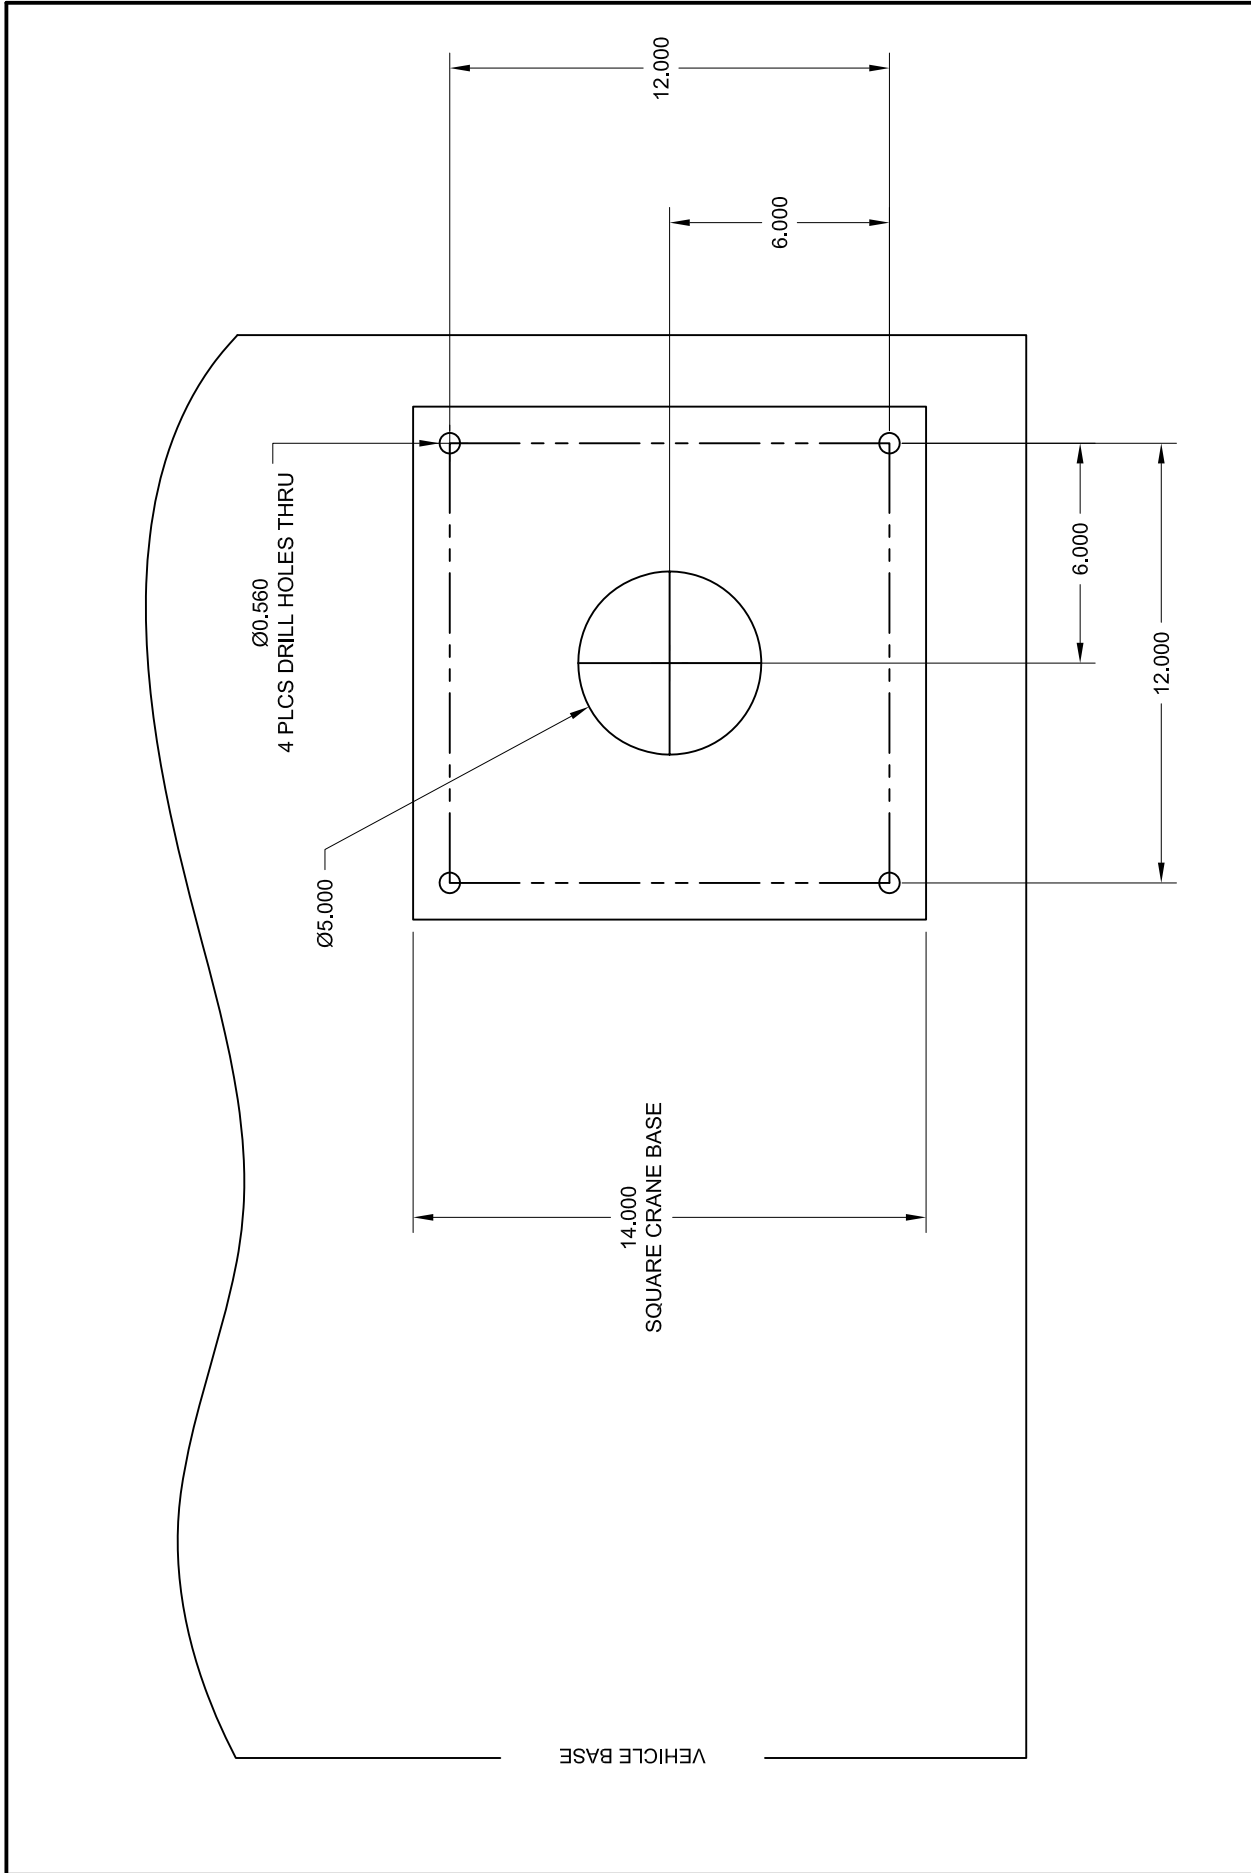 Ø0.560
4 PLCS DRILL HOLES THRU
Ø5.000
12.000
6.000
6.000
12.000
14.000
SQUARE CRANE BASE
VEHICLE BASE